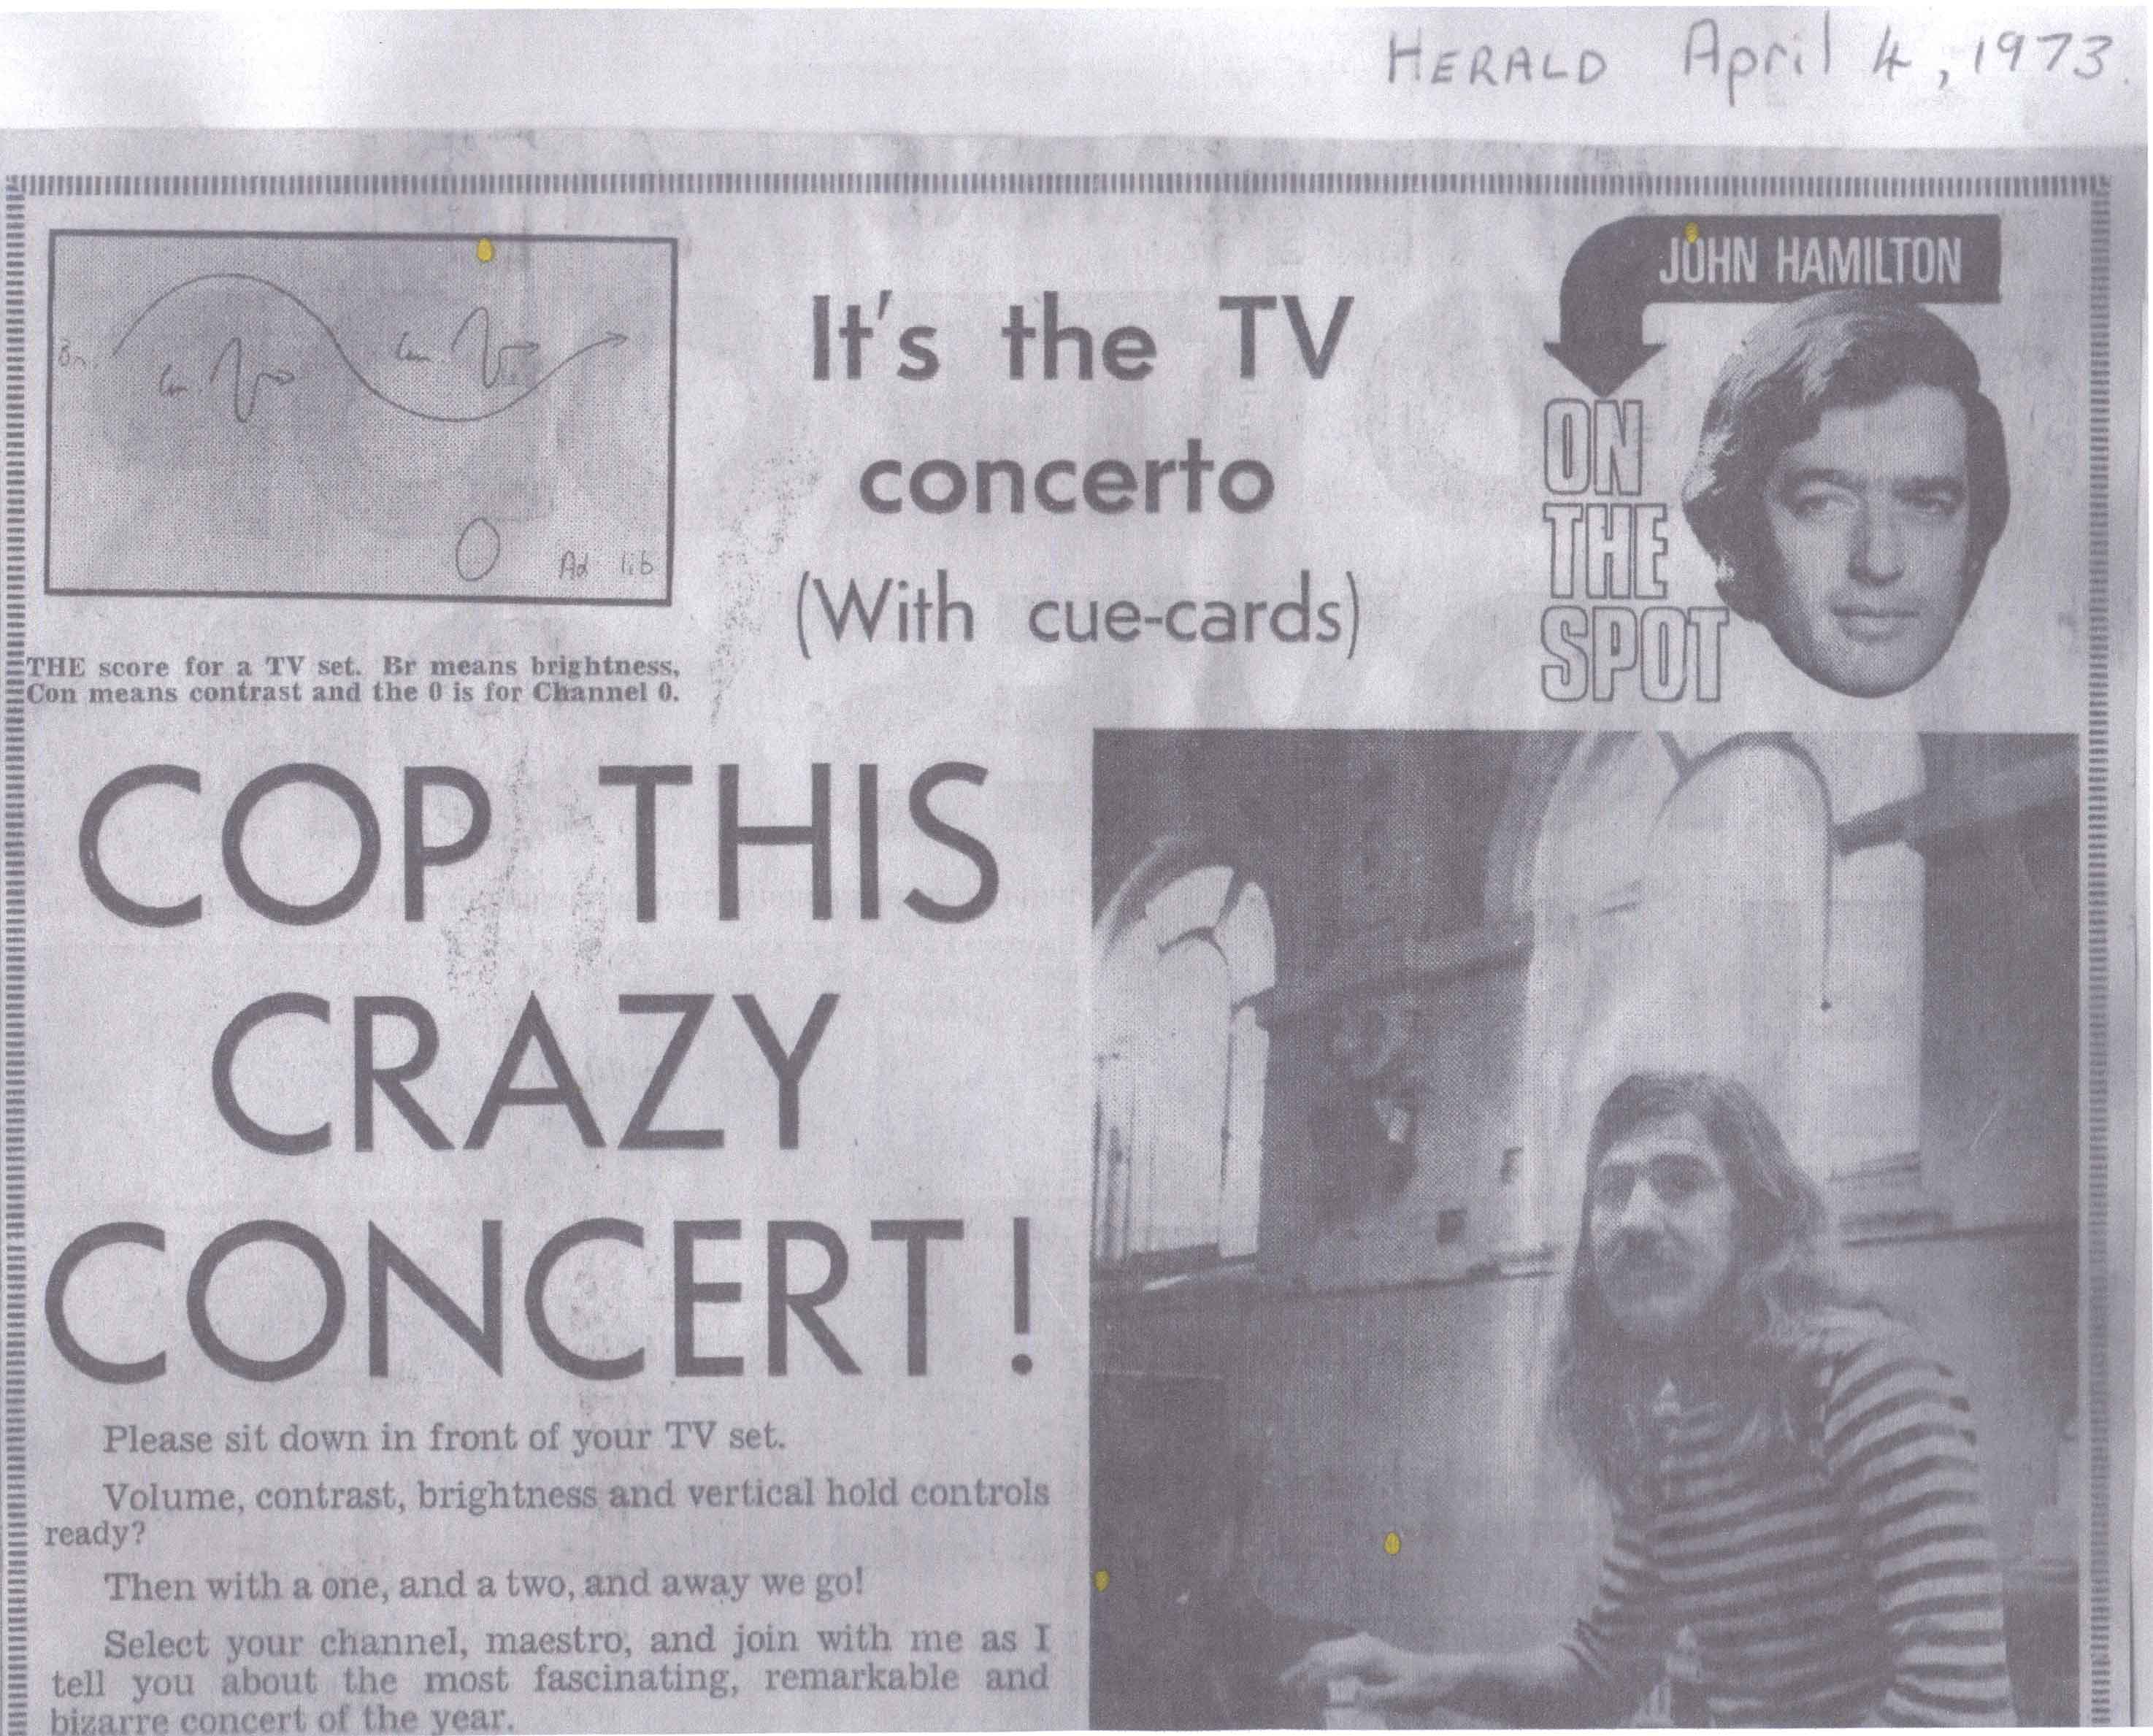 HERALD April 4, 1973.
Br.
Con.
Con.
O
Ad lib
THE score for a TV set. Br means brightness,
Con means contrast and the 0 is for Channel 0.
It's the TV
concerto
(With cue-cards)
JOHN HAMILTON
ON
THE
SPOT
COP THIS
CRAZY
CONCERT!
Please sit down in front of your TV set.
Volume, contrast, brightness and vertical hold controls
ready?
Then with a one, and a two, and away we go!
Select your channel, maestro, and join with me as I
tell you about the most fascinating, remarkable and
bizarre concert of the year.